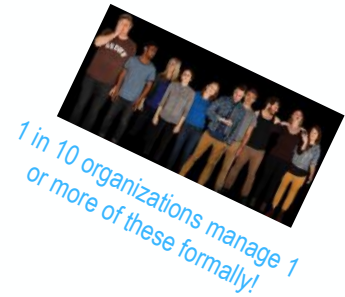 1 in 10 organizations manage 1
or more of these formally!